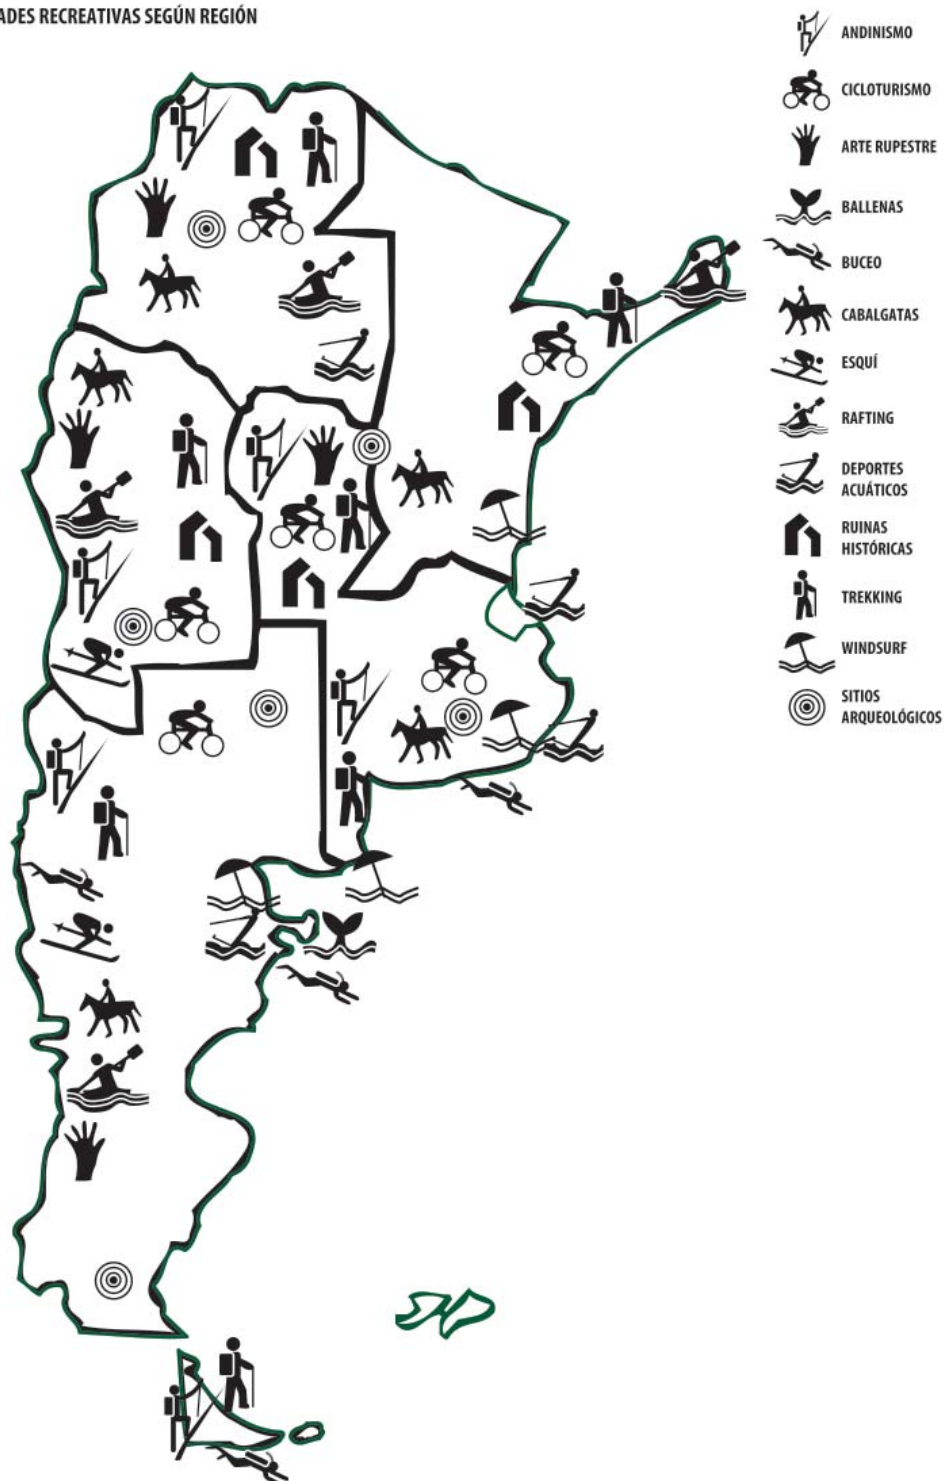 ADES RECREATIVAS SEGÚN REGIÓN
ANDINISMO
CICLOTURISMO
ARTE RUPESTRE
BALLENAS
BUCEO
CABALGATAS
ESQUÍ
RAFTING
DEPORTES
ACUÁTICOS
RUINAS
HISTÓRICAS
TREKKING
WINDSURF
SITIOS
ARQUEOLÓGICOS